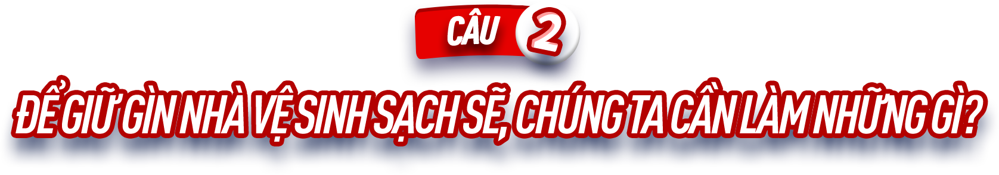 CÂU 2
ĐỂ GIỮ GÌN NHÀ VỆ SINH SẠCH SẼ, CHÚNG TA CẦN LÀM NHỮNG GÌ?